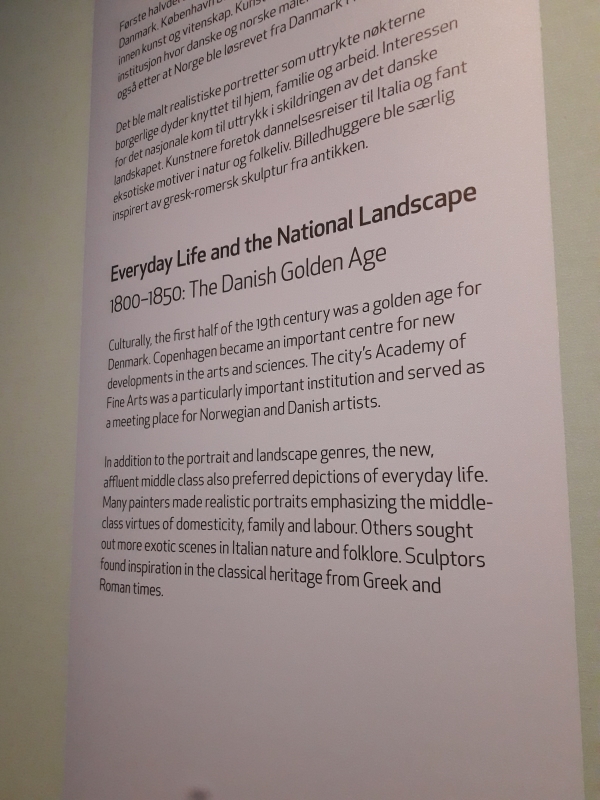 Første halvde
Danmark. København b
innen kunst og vitenskap. Kuns
institusjon hvor danske og norske maler
også etter at Norge ble løsrevet fra Danmark i
Det ble malt realistiske portretter som uttrykte nøkterne
borgerlige dyder knyttet til hjem, familie og arbeid. Interessen
for det nasjonale kom til uttrykk i skildringen av det danske
landskapet. Kunstnere foretok dannelsesreiser til Italia og fant
eksotiske motiver i natur og folkeliv. Billedhuggere ble særlig
inspirert av gresk-romersk skulptur fra antikken.
Everyday Life and the National Landscape
1800–1850: The Danish Golden Age
Culturally, the first half of the 19th century was a golden age for
Denmark. Copenhagen became an important centre for new
developments in the arts and sciences. The city's Academy of
Fine Arts was a particularly important institution and served as
a meeting place for Norwegian and Danish artists.
In addition to the portrait and landscape genres, the new,
affluent middle class also preferred depictions of everyday life.
Many painters made realistic portraits emphasizing the middle-
class virtues of domesticity, family and labour. Others sought
out more exotic scenes in Italian nature and folklore. Sculptors
found inspiration in the classical heritage from Greek and
Roman times.